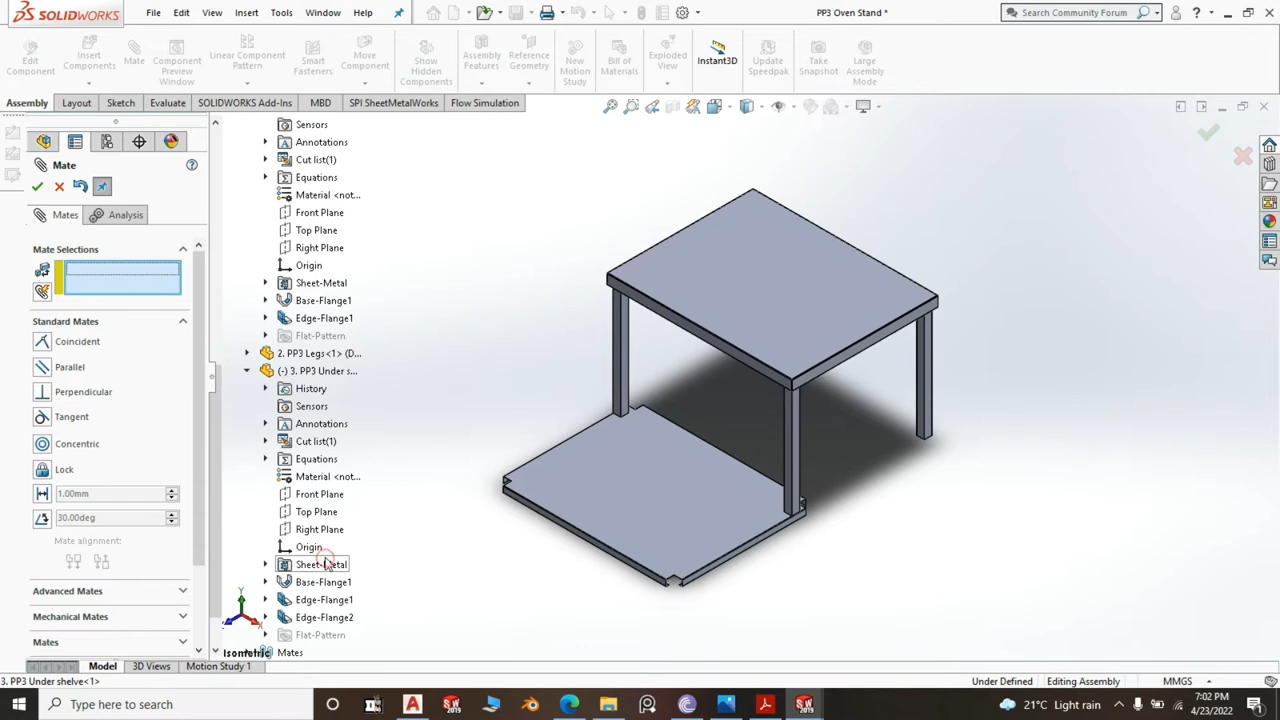 SOLIDWORKS File Edit View Insert Tools Window Help PP3 Oven Stand * Search Community Forum ?
Edit Component
Insert Components
Mate
Component Preview Window
Linear Component Pattern
Smart Fasteners
Move Component
Show Hidden Components
Assembly Features
Reference Geometry
New Motion Study
Bill of Materials
Exploded View
Instant3D
Update Speedpak
Take Snapshot
Large Assembly Mode
Assembly Layout Sketch Evaluate SOLIDWORKS Add-Ins MBD SPI SheetMetalWorks Flow Simulation
Mate
Mates Analysis
Mate Selections
Standard Mates
Coincident
Parallel
Perpendicular
Tangent
Concentric
Lock
1.00mm
30.00deg
Mate alignment:
Advanced Mates
Mechanical Mates
Mates
Sensors
Annotations
Cut list(1)
Equations
Material <not...
Front Plane
Top Plane
Right Plane
Origin
Sheet-Metal
Base-Flange1
Edge-Flange1
Flat-Pattern
2. PP3 Legs<1> (D...
(-) 3. PP3 Under s...
History
Sensors
Annotations
Cut list(1)
Equations
Material <not...
Front Plane
Top Plane
Right Plane
Origin
Sheet-Metal
Base-Flange1
Edge-Flange1
Edge-Flange2
Flat-Pattern
Mates
Y
X
Isometric
Model 3D Views Motion Study 1
3. PP3 Under shelve<1> Under Defined Editing Assembly MMGS
Type here to search 21°C Light rain 7:02 PM
4/23/2022